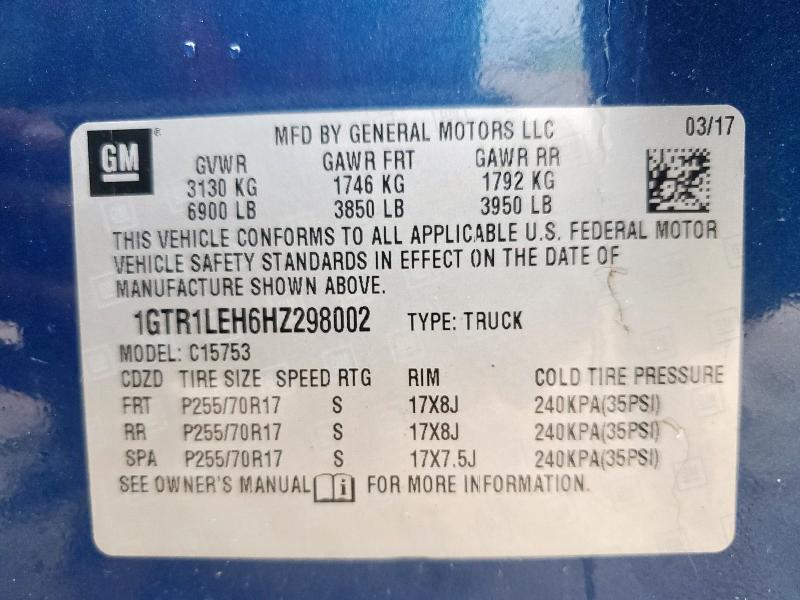 GM ®
MFD BY GENERAL MOTORS LLC 03/17
GVWR GAWR FRT GAWR RR
3130 KG 1746 KG 1792 KG
6900 LB 3850 LB 3950 LB
THIS VEHICLE CONFORMS TO ALL APPLICABLE U.S. FEDERAL MOTOR
VEHICLE SAFETY STANDARDS IN EFFECT ON THE DATE OF
MANUFACTURE SHOWN ABOVE.
1GTR1LEH6HZ298002 TYPE: TRUCK
MODEL: C15753
CDZD TIRE SIZE SPEED RTG RIM COLD TIRE PRESSURE
FRT P255/70R17 S 17X8J 240KPA(35PSI)
RR P255/70R17 S 17X8J 240KPA(35PSI)
SPA P255/70R17 S 17X7.5J 240KPA(35PSI)
SEE OWNER'S MANUAL i FOR MORE INFORMATION.